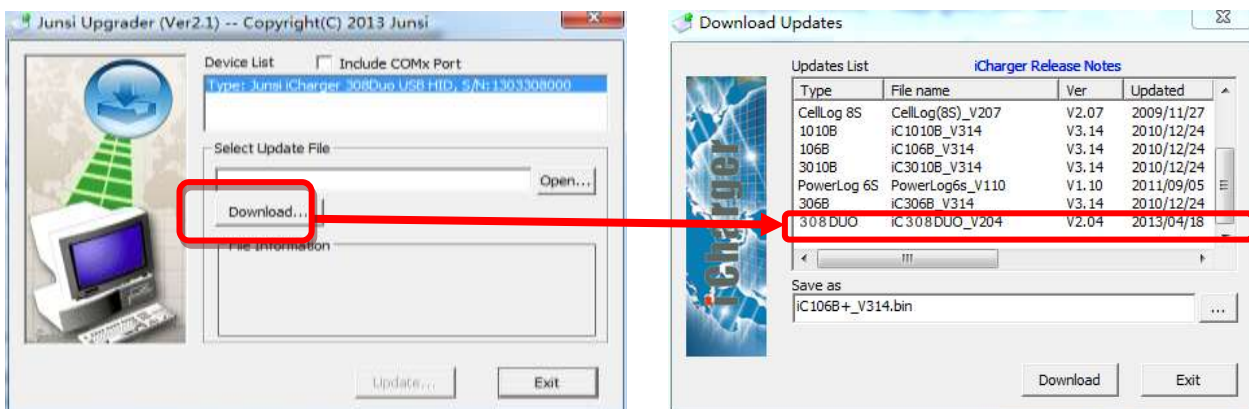 Junsi Upgrader (Ver2.1) -- Copyright(C) 2013 Junsi
Device List
Include COMx Port
Type: Junsi iCharger 308Duo USB HID, S/N:1303308000
Select Update File
Open...
Download...
File Information
Update...
Exit
Download Updates
iCharger
Updates List
iCharger Release Notes
Type File name Ver Updated
CellLog 8S CellLog(8S)_V207 V2.07 2009/11/27
1010B iC1010B_V314 V3.14 2010/12/24
106B iC106B_V314 V3.14 2010/12/24
3010B iC3010B_V314 V3.14 2010/12/24
PowerLog 6S PowerLog6s_V110 V1.10 2011/09/05
306B iC306B_V314 V3.14 2010/12/24
308DUO iC308DUO_V204 V2.04 2013/04/18
Save as
iC106B+_V314.bin
...
Download
Exit